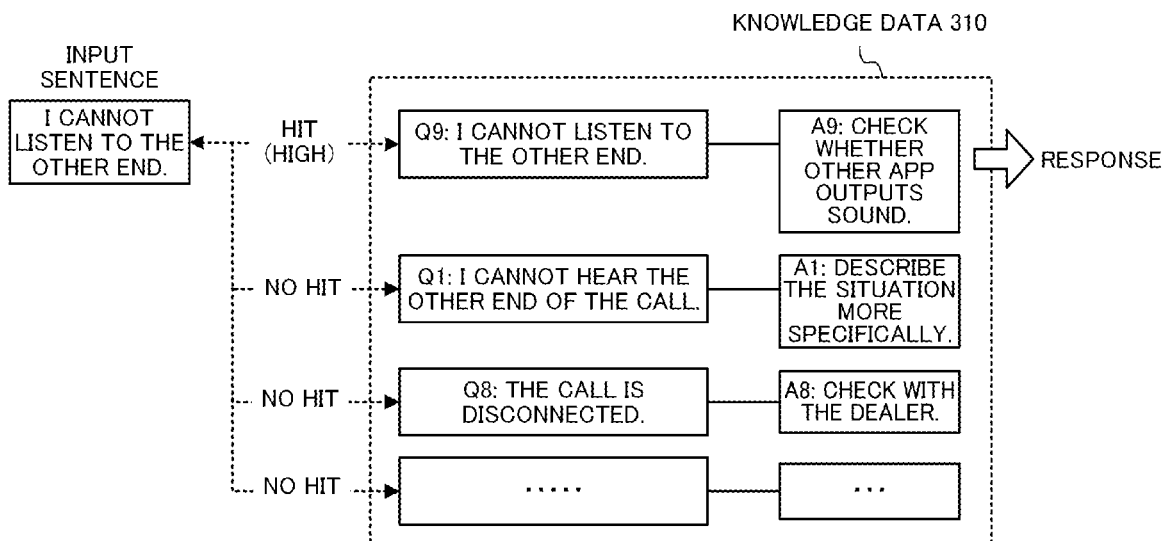 KNOWLEDGE DATA 310
INPUT
SENTENCE
I CANNOT
LISTEN TO THE
OTHER END.
HIT
(HIGH)
Q9: I CANNOT LISTEN TO
THE OTHER END.
A9: CHECK
WHETHER
OTHER APP
OUTPUTS
SOUND.
RESPONSE
NO HIT
Q1: I CANNOT HEAR THE
OTHER END OF THE CALL.
A1: DESCRIBE
THE SITUATION
MORE
SPECIFICALLY.
NO HIT
Q8: THE CALL IS
DISCONNECTED.
A8: CHECK WITH
THE DEALER.
NO HIT
.....
...